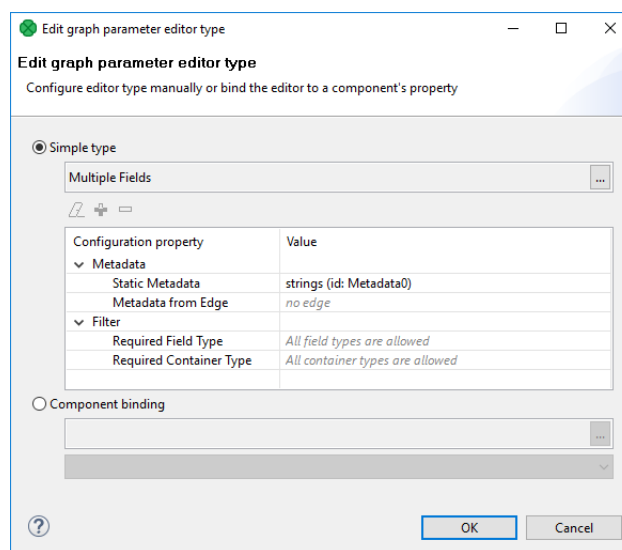 Edit graph parameter editor type
Edit graph parameter editor type
Configure editor type manually or bind the editor to a component's property
Simple type
Multiple Fields ...
Configuration property Value
Metadata
Static Metadata strings (id: Metadata0)
Metadata from Edge no edge
Filter
Required Field Type All field types are allowed
Required Container Type All container types are allowed
Component binding
...
? OK Cancel